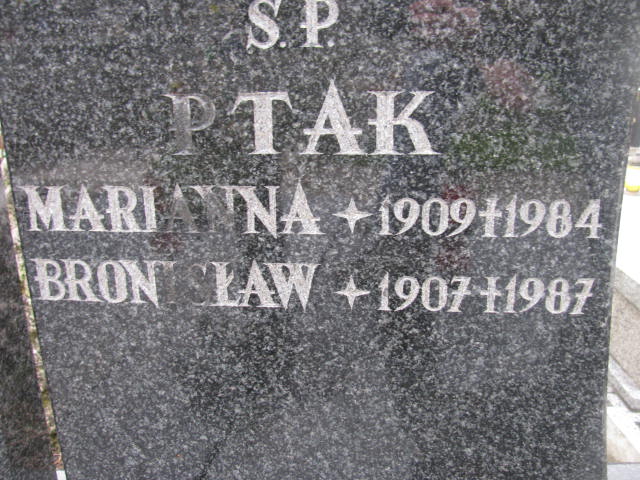 Ś.P.
PTAK
MARIANNA ✦ 1909 ✝ 1984
BRONISŁAW ✦ 1907 ✝ 1987